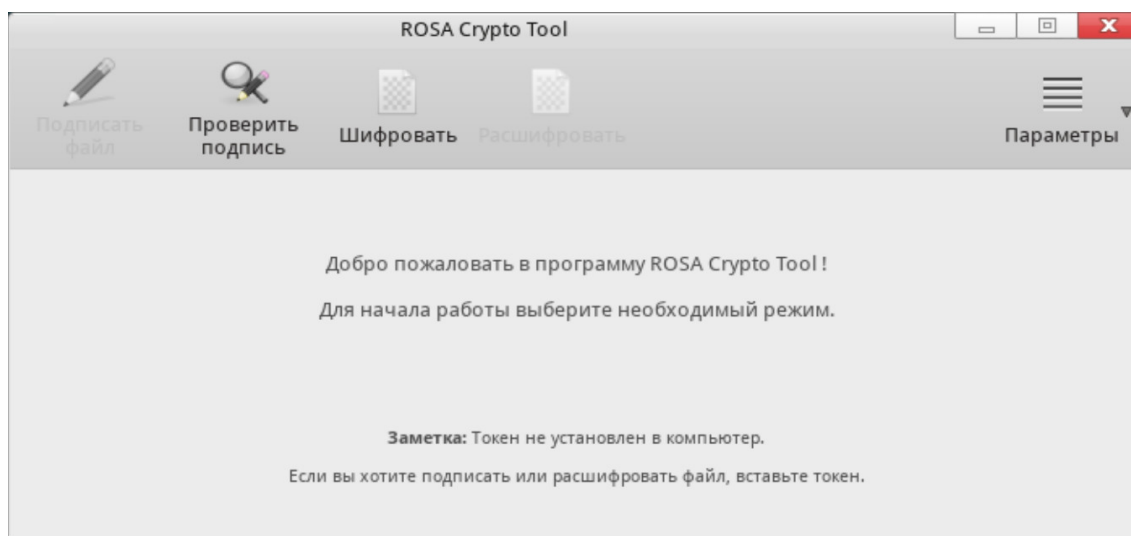 ROSA Crypto Tool
Подписать
файл
Проверить
подпись
Шифровать
Расшифровать
Параметры
Добро пожаловать в программу ROSA Crypto Tool !
Для начала работы выберите необходимый режим.
Заметка: Токен не установлен в компьютер.
Если вы хотите подписать или расшифровать файл, вставьте токен.